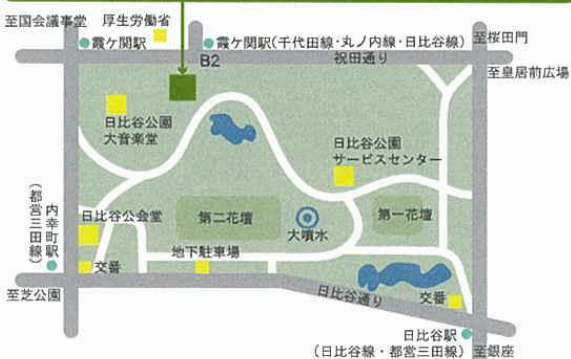 至国会議事堂
厚生労働省
霞ケ関駅
霞ケ関駅(千代田線・丸ノ内線・日比谷線)
至桜田門
B2
祝田通り
至皇居前広場
日比谷公園
大音楽堂
日比谷公園
サービスセンター
内幸町駅
(都営三田線)
日比谷公会堂
第二花壇
大噴水
第一花壇
地下駐車場
交番
至芝公園
日比谷通り
交番
日比谷駅
(日比谷線・都営三田線)
至銀座